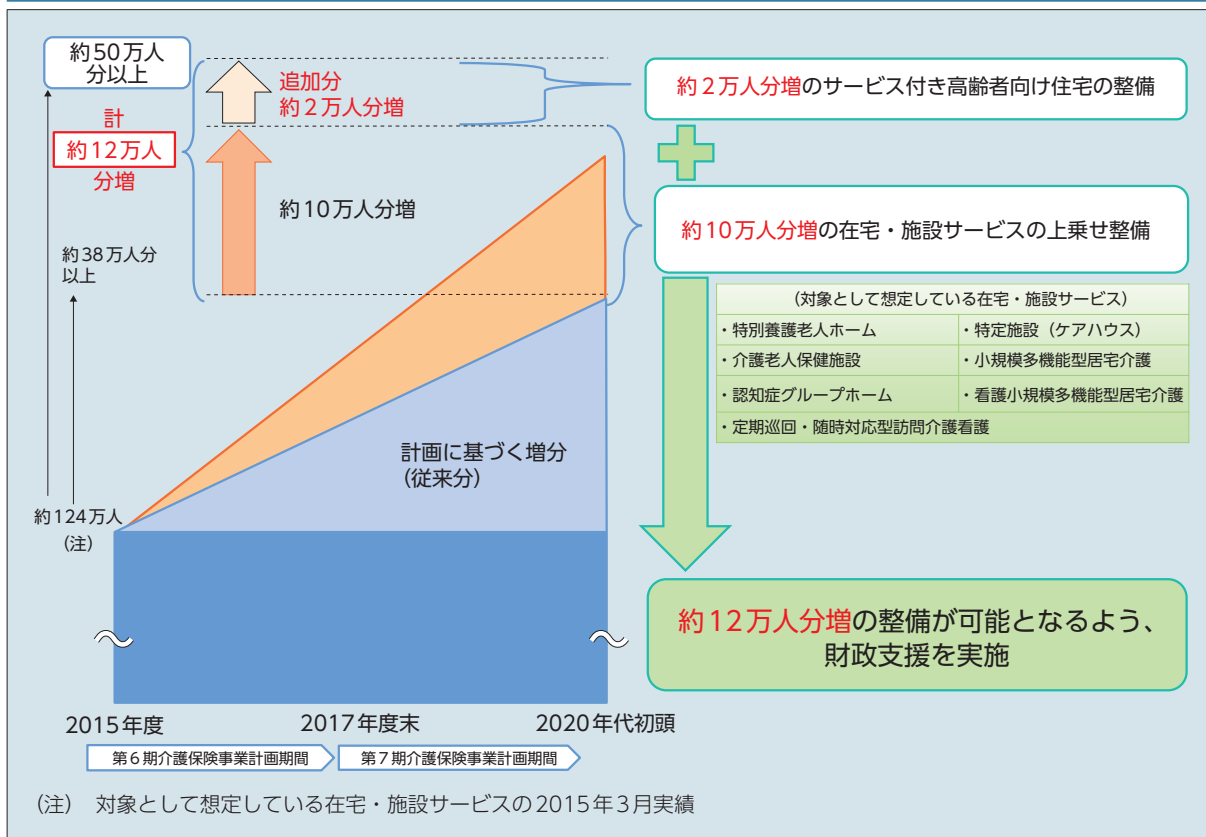 約50万人
分以上
計
約12万人
分増
追加分
約2万人分増
約10万人分増
約38万人分
以上
約124万人
(注)
計画に基づく増分
(従来分)
2015年度
2017年度末
2020年代初頭
第6期介護保険事業計画期間
第7期介護保険事業計画期間
約2万人分増のサービス付き高齢者向け住宅の整備
約10万人分増の在宅・施設サービスの上乗せ整備
(対象として想定している在宅・施設サービス)
・特別養護老人ホーム
・特定施設(ケアハウス)
・介護老人保健施設
・小規模多機能型居宅介護
・認知症グループホーム
・看護小規模多機能型居宅介護
・定期巡回・随時対応型訪問介護看護
約12万人分増の整備が可能となるよう、
財政支援を実施
(注) 対象として想定している在宅・施設サービスの2015年3月実績